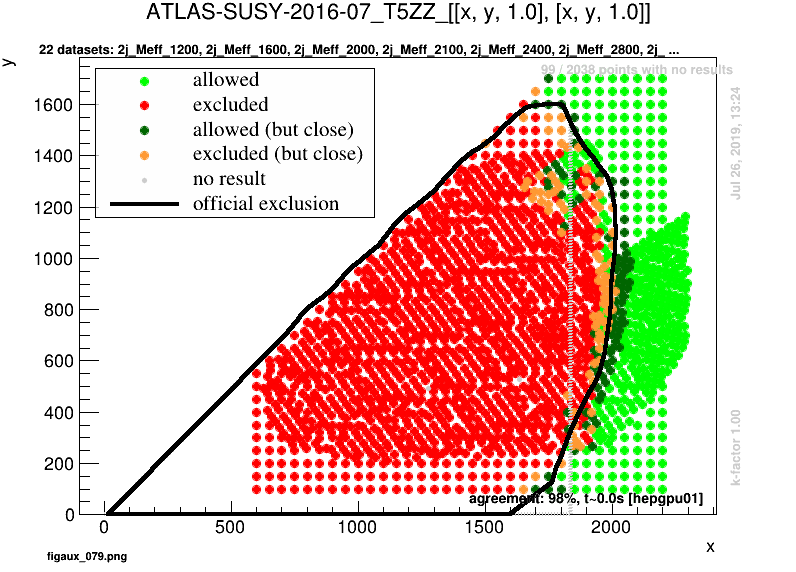 ATLAS-SUSY-2016-07_T5ZZ_[[x, y, 1.0], [x, y, 1.0]]
22 datasets: 2j_Meff_1200, 2j_Meff_1600, 2j_Meff_2000, 2j_Meff_2100, 2j_Meff_2400, 2j_Meff_2800, 2j_ ...
y
99 / 2038 points with no results
allowed
excluded
allowed (but close)
excluded (but close)
no result
official exclusion
Jul 26, 2019, 13:24
k-factor 1.00
1600
1400
1200
1000
800
600
400
200
0
agreement: 98%, t~0.0s [hepgpu01]
0 500 1000 1500 2000
x
figaux_079.png